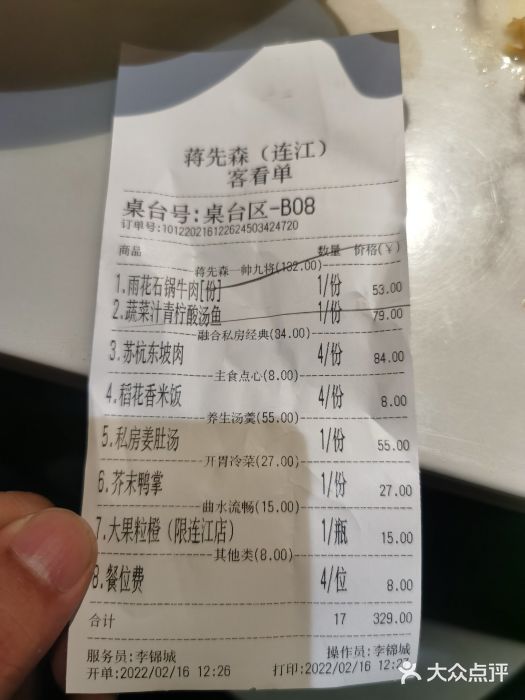 蒋先森（连江）
客看单
桌台号:桌台区-B08
订单号:101220216122624503424720
商品 数量 价格(￥)
蒋先森一帅九将(132.00)
1.雨花石锅牛肉[份] 1/份 53.00
2.蔬菜汁青柠酸汤鱼 1/份 79.00
融合私房经典(84.00)
3.苏杭东坡肉 4/份 84.00
主食点心(8.00)
4.稻花香米饭 4/份 8.00
养生汤羹(55.00)
5.私房姜肚汤 1/份 55.00
开胃冷菜(27.00)
6.芥末鸭掌 1/份 27.00
曲水流畅(15.00)
7.大果粒橙（限连江店） 1/瓶 15.00
其他类(8.00)
8.餐位费 4/位 8.00
合计 17 329.00
服务员:李锦城 操作员:李锦城
开单:2022/02/16 12:26 打印:2022/02/16 12:2
大众点评